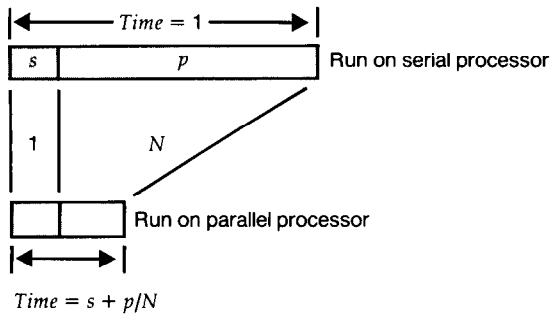 Time = 1
s p Run on serial processor
1 N
Run on parallel processor
Time = s + p/N